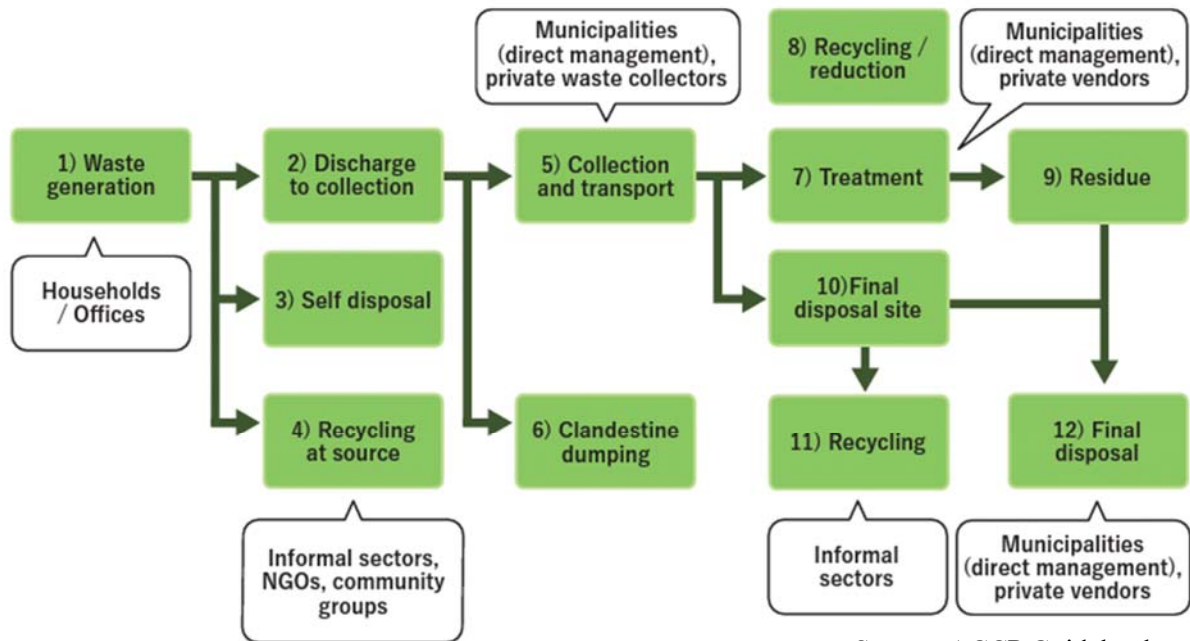 Municipalities
(direct management),
private waste collectors
8) Recycling /
reduction
Municipalities
(direct management),
private vendors
1) Waste
generation
2) Discharge
to collection
5) Collection
and transport
7) Treatment
9) Residue
Households
/ Offices
3) Self disposal
10)Final
disposal site
4) Recycling
at source
6) Clandestine
dumping
11) Recycling
12) Final
disposal
Informal sectors,
NGOs, community
groups
Informal
sectors
Municipalities
(direct management),
private vendors